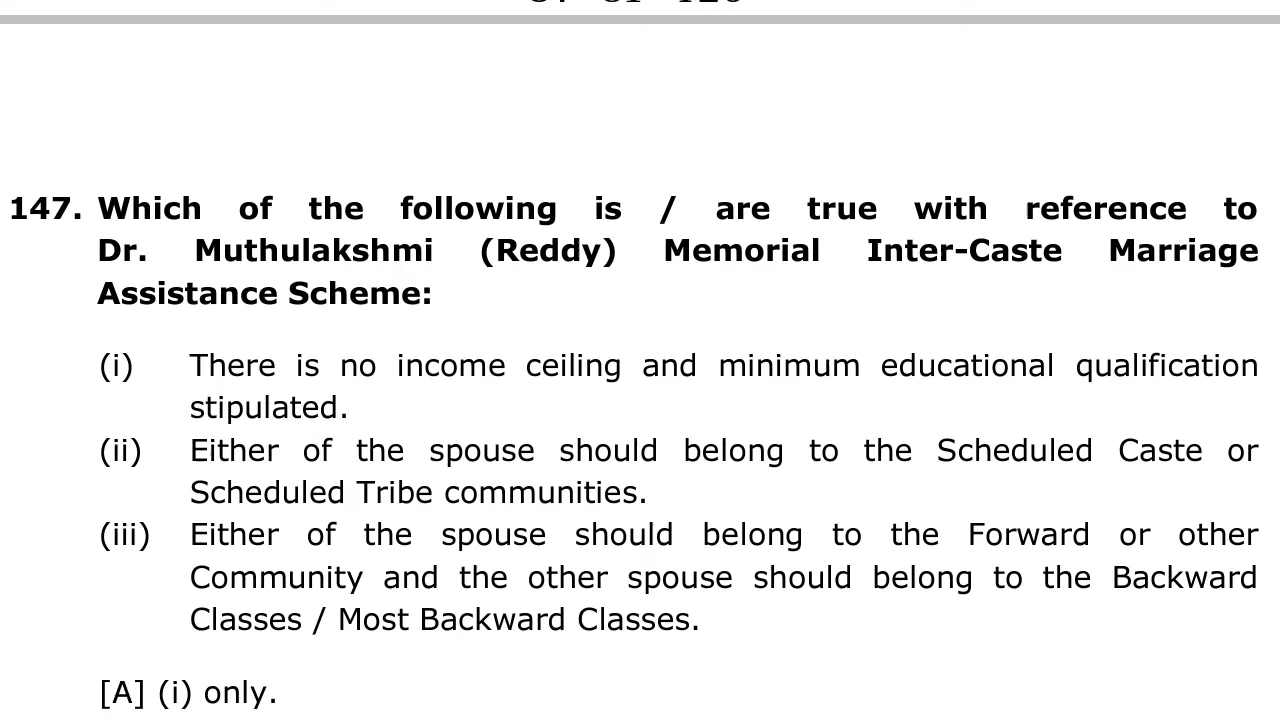 147. Which of the following is / are true with reference to
Dr. Muthulakshmi (Reddy) Memorial Inter-Caste Marriage
Assistance Scheme:
(i) There is no income ceiling and minimum educational qualification
stipulated.
(ii) Either of the spouse should belong to the Scheduled Caste or
Scheduled Tribe communities.
(iii) Either of the spouse should belong to the Forward or other
Community and the other spouse should belong to the Backward
Classes / Most Backward Classes.
[A] (i) only.